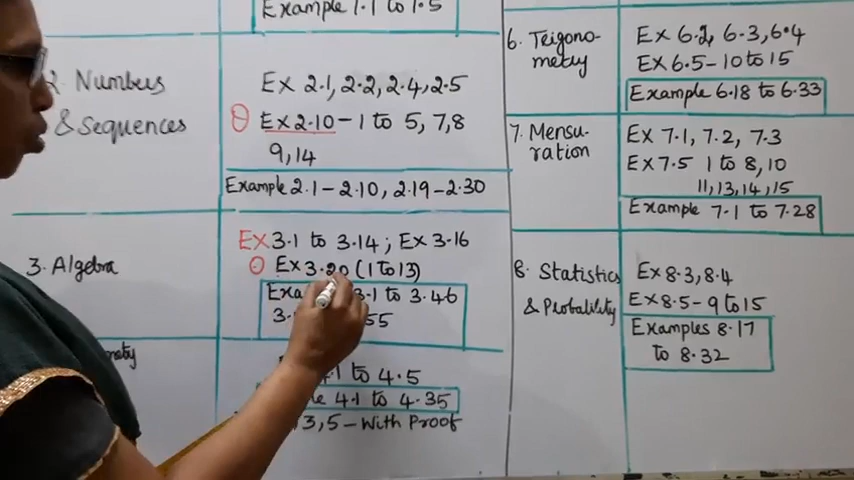 Example 1.1 to 1.5
2. Numbers
& Sequences
Ex 2.1, 2.2, 2.4, 2.5
Ex 2.10 - 1 to 5, 7,8
9,14
Example 2.1 - 2.10, 2.19 - 2.30
3. Algebra
Ex 3.1 to 3.14 ; Ex 3.16
Ex 3.20 (1 to 13)
3.1 to 3.46
55
4.1 to 4.5
4.1 to 4.35
3,5 - With Proof
6. Trigono-
metry
Ex 6.2, 6.3, 6.4
Ex 6.5 - 10 to 15
Example 6.18 to 6.33
7. Mensu-
ration
Ex 7.1, 7.2, 7.3
Ex 7.5 1 to 8, 10
11,13,14,15
Example 7.1 to 7.28
8. Statistics
& Probability
Ex 8.3, 8.4
Ex 8.5 - 9 to 15
Examples 8.17
to 8.32